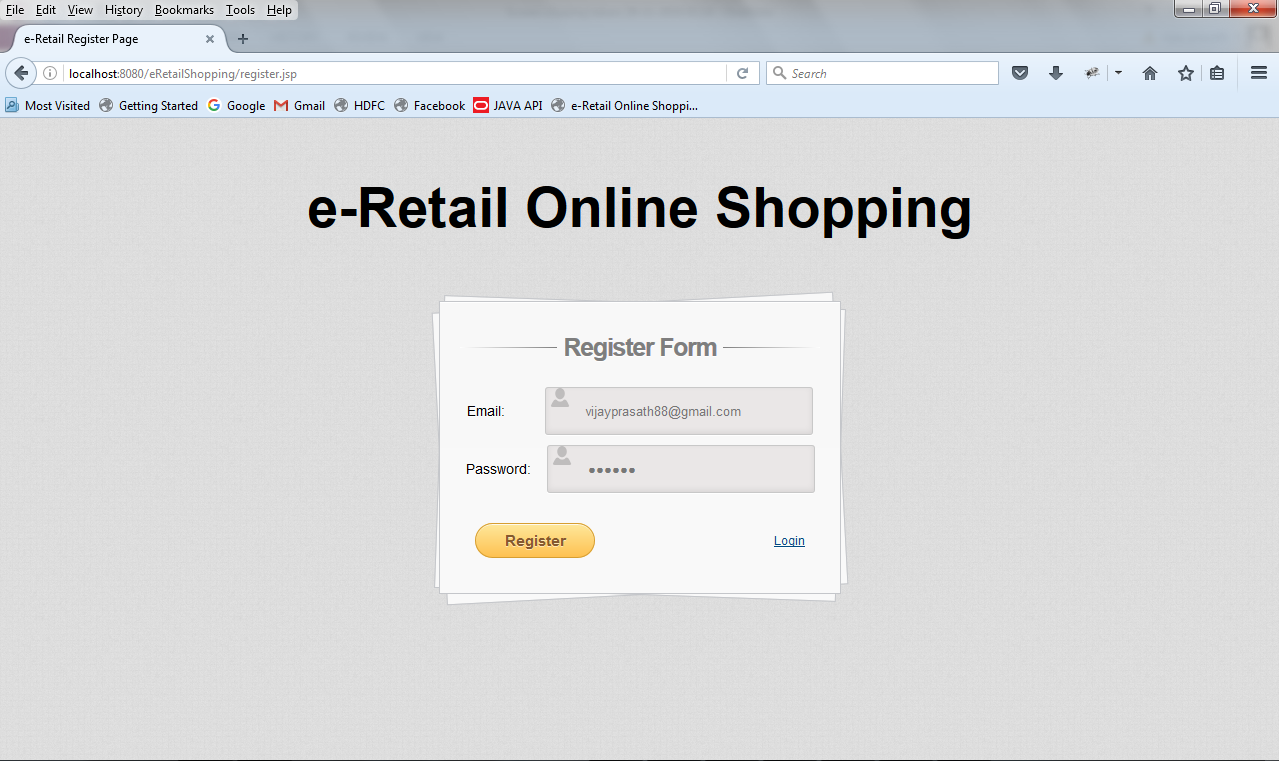 File Edit View History Bookmarks Tools Help
e-Retail Register Page
localhost:8080/eRetailShopping/register.jsp Search
Most Visited Getting Started Google Gmail HDFC Facebook JAVA API e-Retail Online Shoppi...
e-Retail Online Shopping
Register Form
Email: vijayprasath88@gmail.com
Password: ••••••
Register Login